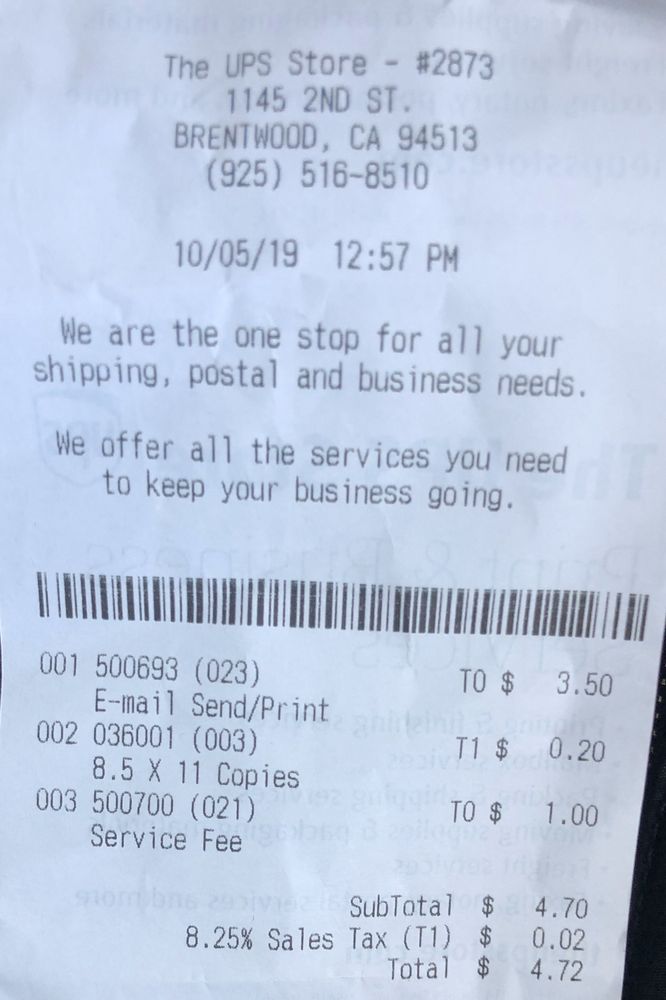 The UPS Store - #2873
1145 2ND ST.
BRENTWOOD, CA 94513
(925) 516-8510
10/05/19 12:57 PM
We are the one stop for all your
shipping, postal and business needs.
We offer all the services you need
to keep your business going.
001 500693 (023) TO $ 3.50
E-mail Send/Print
002 036001 (003) T1 $ 0.20
8.5 X 11 Copies
003 500700 (021) TO $ 1.00
Service Fee
SubTotal $ 4.70
8.25% Sales Tax (T1) $ 0.02
Total $ 4.72